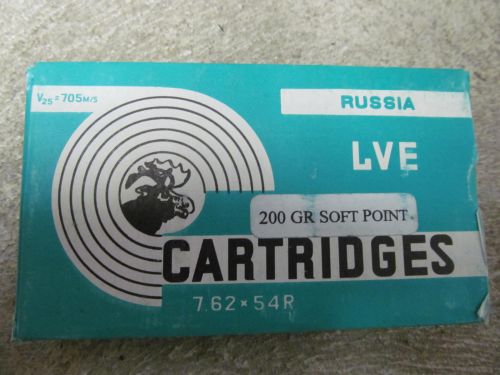 V25=705M/S
RUSSIA
LVE
200 GR SOFT POINT
CARTRIDGES
7.62×54R